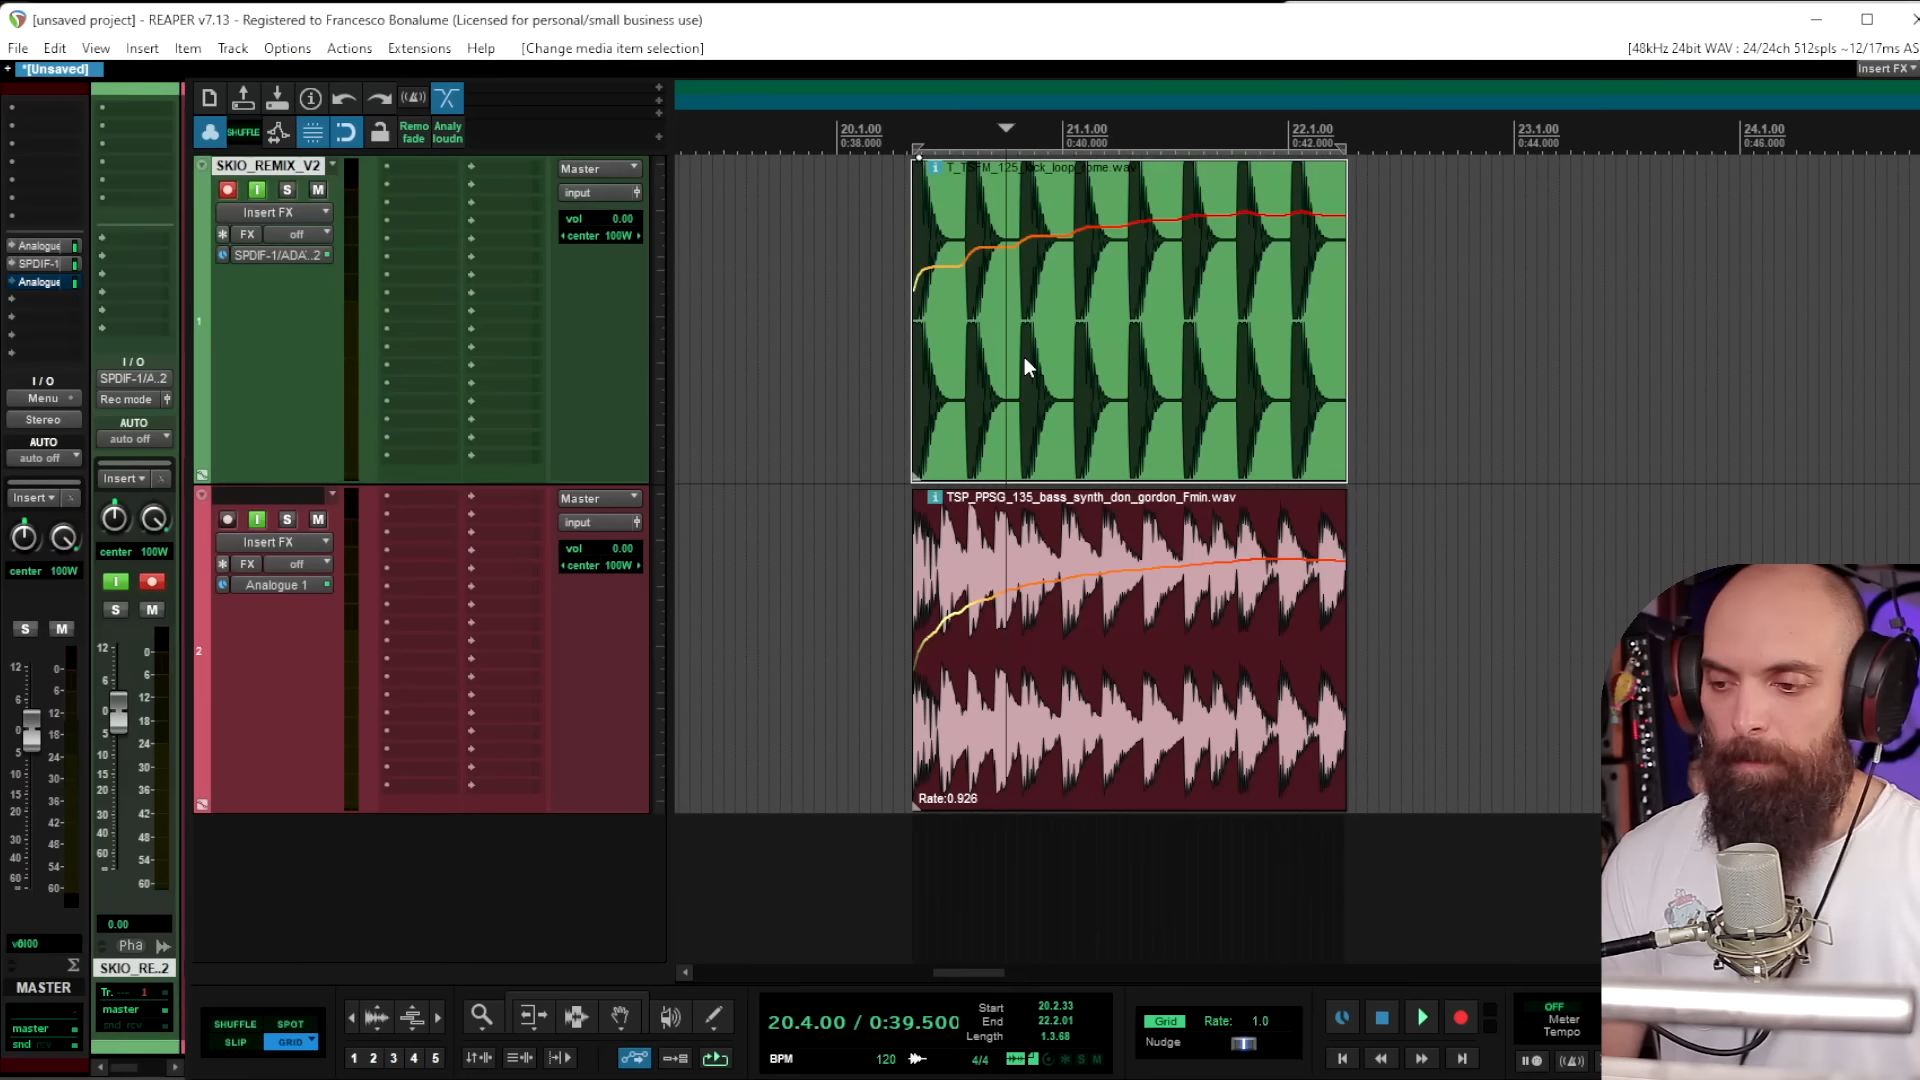 [unsaved project] - REAPER v7.13 - Registered to Francesco Bonalume (Licensed for personal/small business use)
File Edit View Insert Item Track Options Actions Extensions Help [Change media item selection]
[48kHz 24bit WAV : 24/24ch 512spls ~12/17ms AS
+ *[Unsaved]
Insert FX
SHUFFLE
Remo fade
Analy loudn
20.1.00
0:38.000
21.1.00
0:40.000
22.1.00
0:42.000
23.1.00
0:44.000
24.1.00
0:46.000
SKIO_REMIX_V2
I S M
Insert FX
FX off
SPDIF-1/ADA'..2
1
Master
input
vol 0.00
center 100W
TSP_PPSG_135_bass_synth_don_gordon_Fmin.wav
Rate:0.926
I S M
Insert FX
FX off
Analogue 1
2
Master
input
vol 0.00
center 100W
Analogue
SPDIF-1
Analogue
I / O
Menu
Stereo
AUTO
auto off
Insert
center 100W
S M
MASTER
master
snd rcv
I / O
SPDIF-1/A..2
Rec mode
AUTO
auto off
Insert
center 100W
I
S M
0.00
Pha
SKIO_RE..2
Tr. 1
master
snd rcv
SHUFFLE SPOT
SLIP GRID
1 2 3 4 5
20.4.00 / 0:39.500
BPM 120 4/4
Start 20.2.33
End 22.2.01
Length 1.3.68
Grid Rate: 1.0
Nudge
OFF
Meter
Tempo